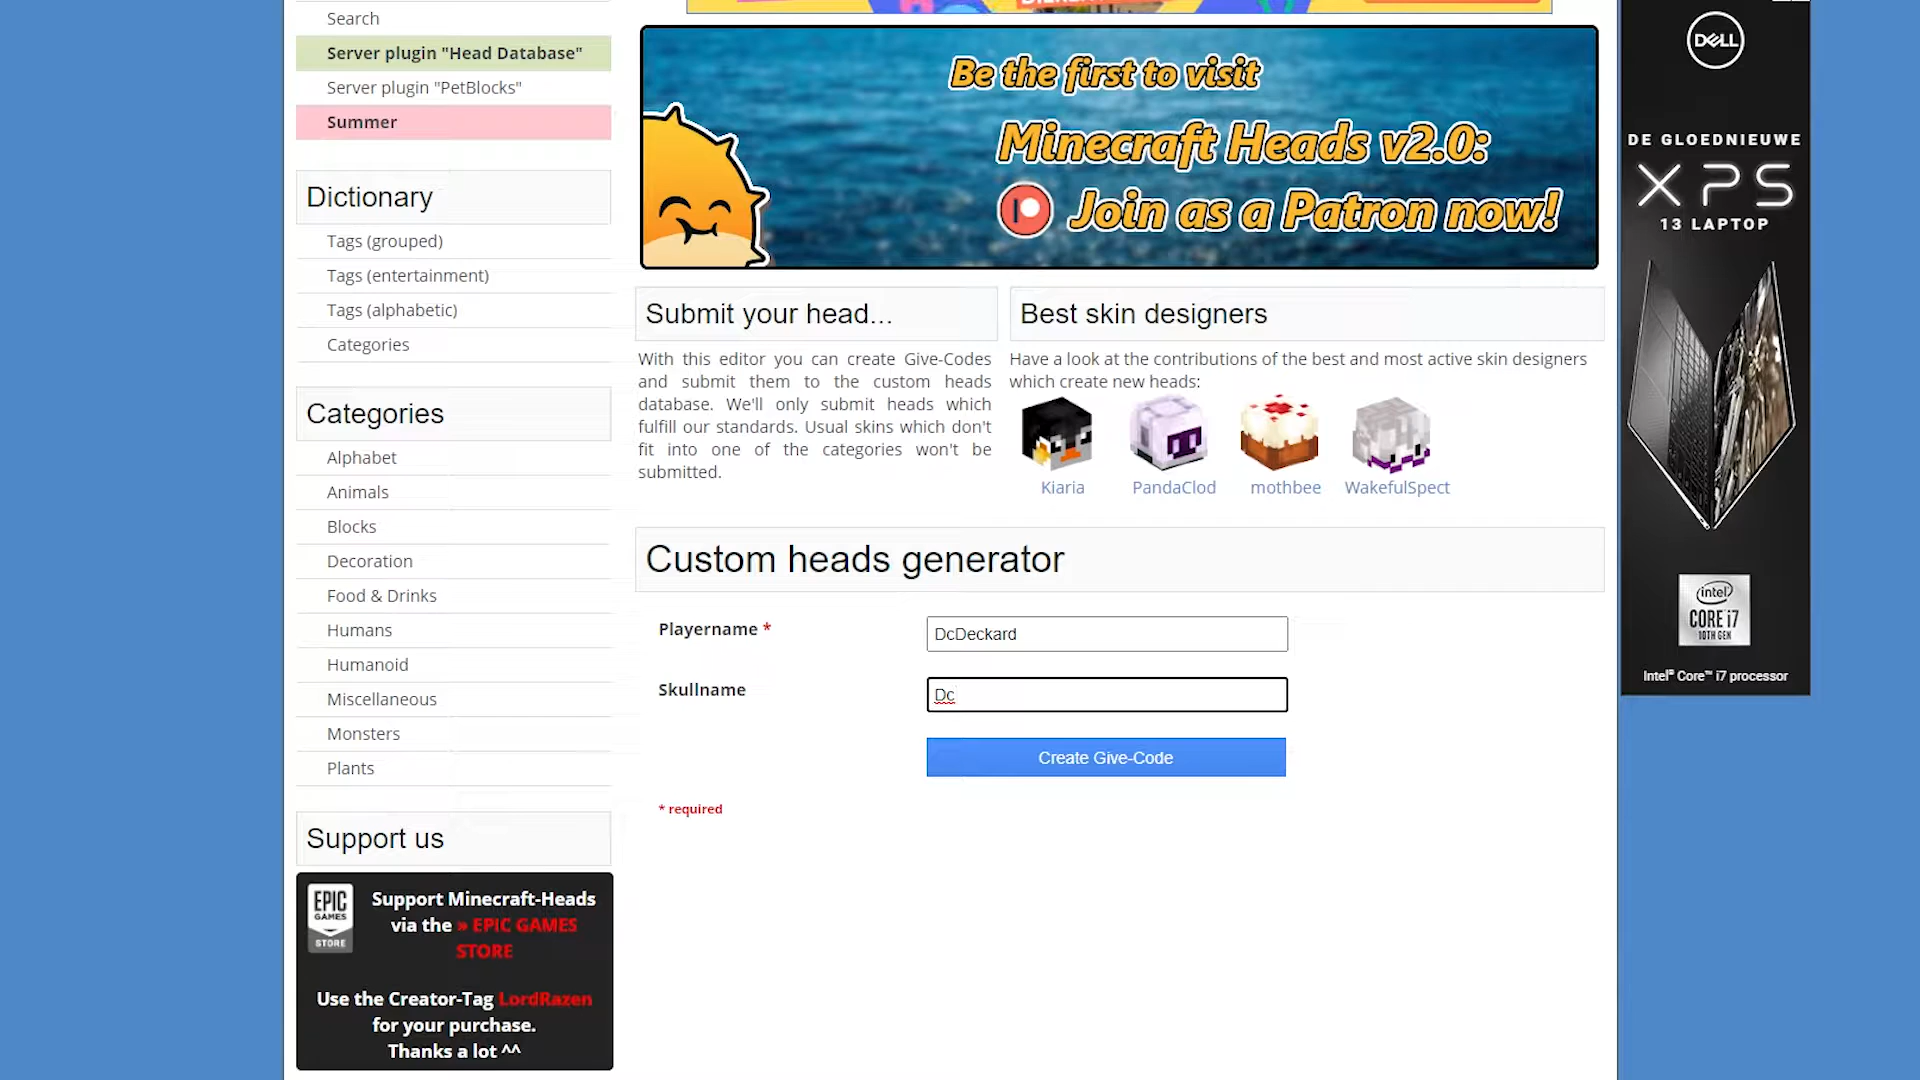 Search
Server plugin "Head Database"
Server plugin "PetBlocks"
Summer
Dictionary
Tags (grouped)
Tags (entertainment)
Tags (alphabetic)
Categories
Categories
Alphabet
Animals
Blocks
Decoration
Food & Drinks
Humans
Humanoid
Miscellaneous
Monsters
Plants
Support us
EPIC
GAMES
STORE
Support Minecraft-Heads
via the » EPIC GAMES
STORE
Use the Creator-Tag LordRazen
for your purchase.
Thanks a lot ^^
Be the first to visit
Minecraft Heads v2.0:
Join as a Patron now!
Submit your head...
With this editor you can create Give-Codes
and submit them to the custom heads
database. We'll only submit heads which
fulfill our standards. Usual skins which don't
fit into one of the categories won't be
submitted.
Best skin designers
Have a look at the contributions of the best and most active skin designers
which create new heads:
Kiaria
PandaClod
mothbee
WakefulSpect
Custom heads generator
Playername *
DcDeckard
Skullname
Dc
Create Give-Code
* required
DELL
DE GLOEDNIEUWE
XPS
13 LAPTOP
intel
CORE i7
10TH GEN
Intel® Core™ i7 processor